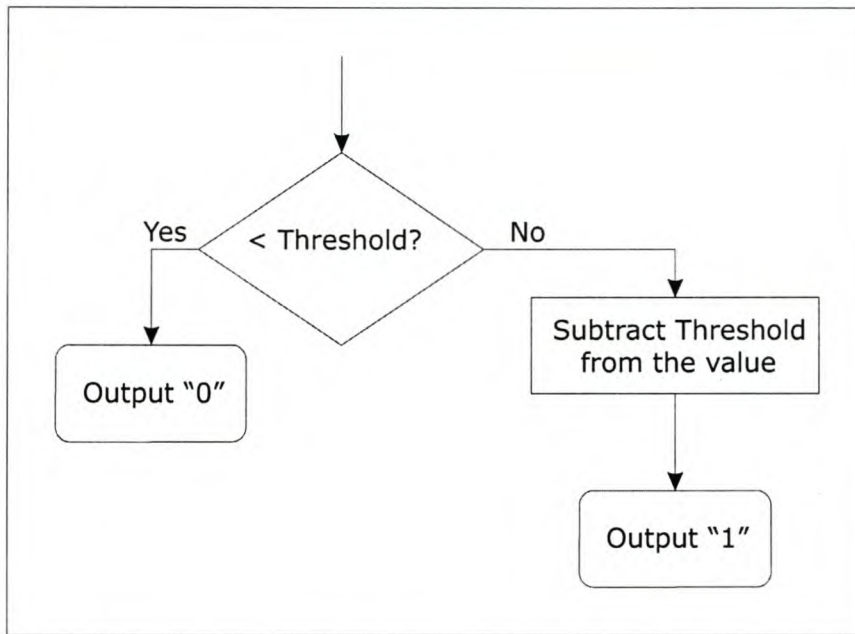 Yes
< Threshold?
No
Subtract Threshold
from the value
Output “0”
Output “1”